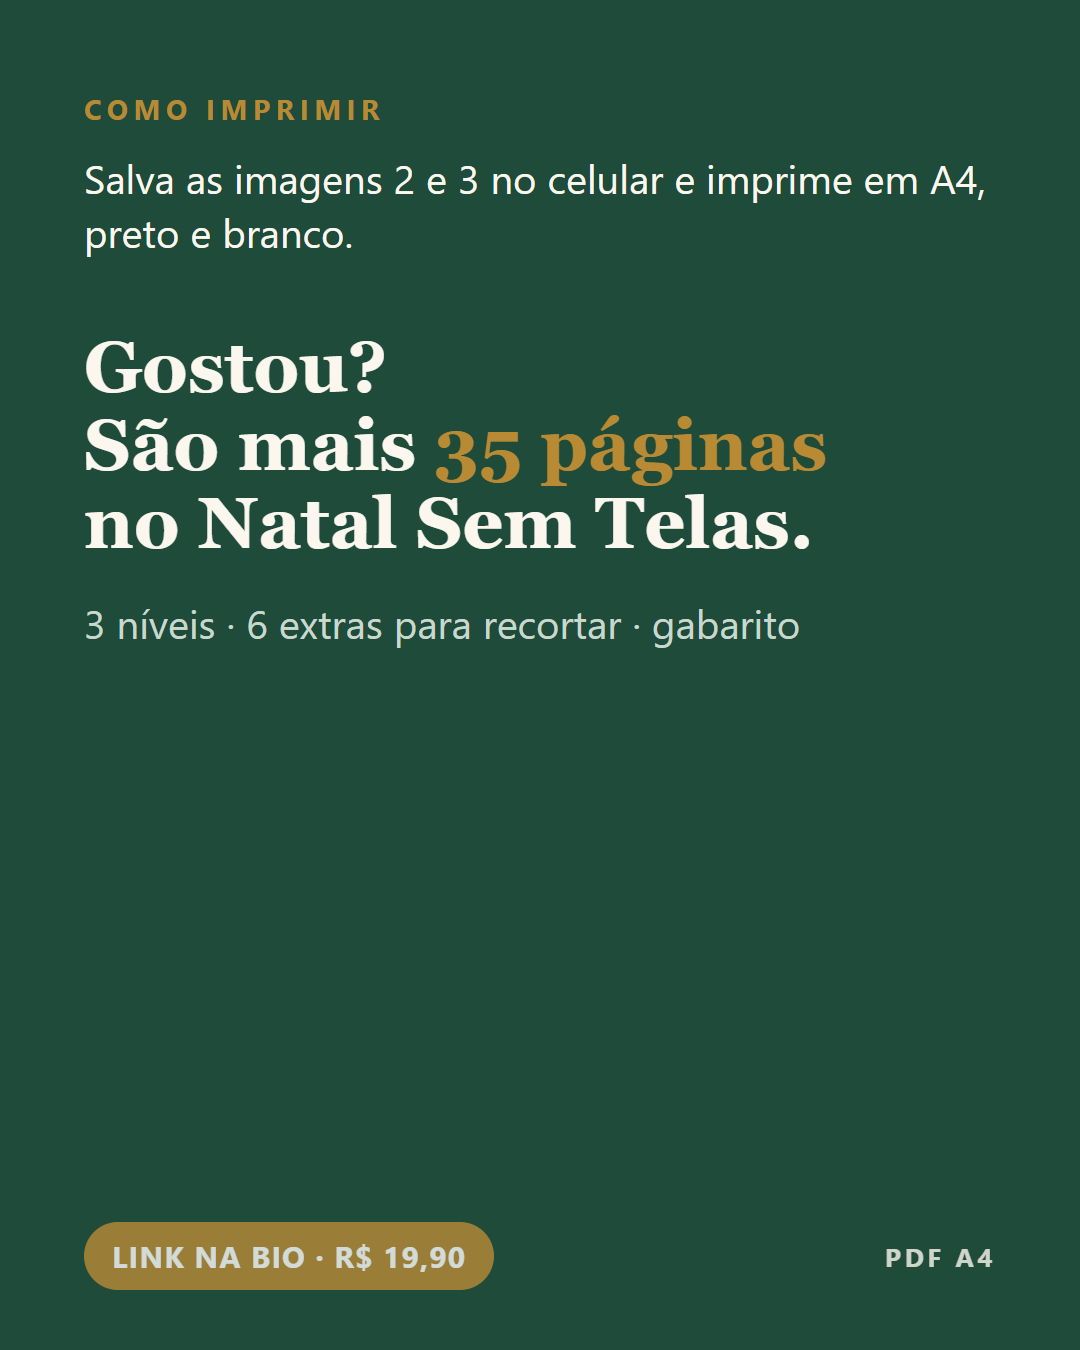 COMO IMPRIMIR
Salva as imagens 2 e 3 no celular e imprime em A4,
preto e branco.
Gostou?
São mais 35 páginas
no Natal Sem Telas.
3 níveis · 6 extras para recortar · gabarito
LINK NA BIO · R$ 19,90
PDF A4